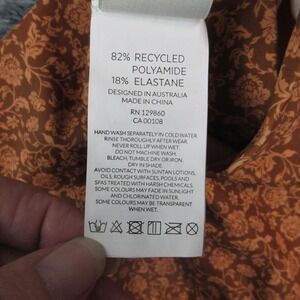 82% RECYCLED
POLYAMIDE
18% ELASTANE
DESIGNED IN AUSTRALIA
MADE IN CHINA
RN 129860
CA 00108
HAND WASH SEPARATELY IN COLD WATER.
RINSE THOROUGHLY AFTER WEAR.
NEVER ROLL UP WHEN WET.
DO NOT MACHINE WASH,
BLEACH, TUMBLE DRY OR IRON.
DRY IN SHADE.
AVOID CONTACT WITH SUNTAN LOTIONS,
OILS, ROUGH SURFACES, POOLS AND
SPAS TREATED WITH HARSH CHEMICALS.
SOME COLOURS MAY FADE IN SUNLIGHT
AND CHLORINATED WATER.
SOME COLOURS MAY BE TRANSPARENT
WHEN WET.